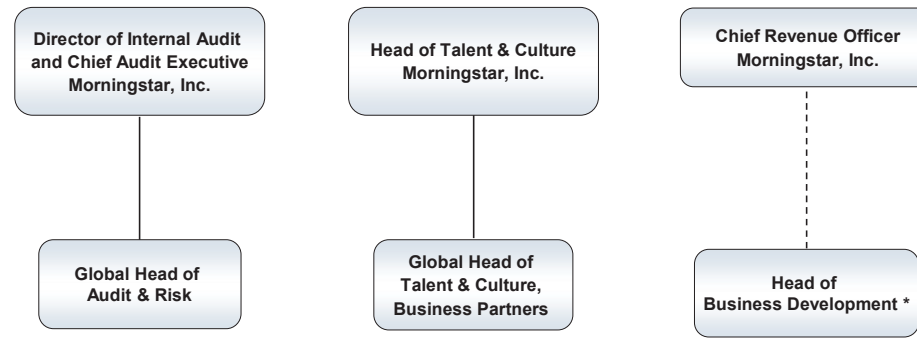 Director of Internal Audit
and Chief Audit Executive
Morningstar, Inc.
Head of Talent & Culture
Morningstar, Inc.
Chief Revenue Officer
Morningstar, Inc.
Global Head of
Audit & Risk
Global Head of
Talent & Culture,
Business Partners
Head of
Business Development *